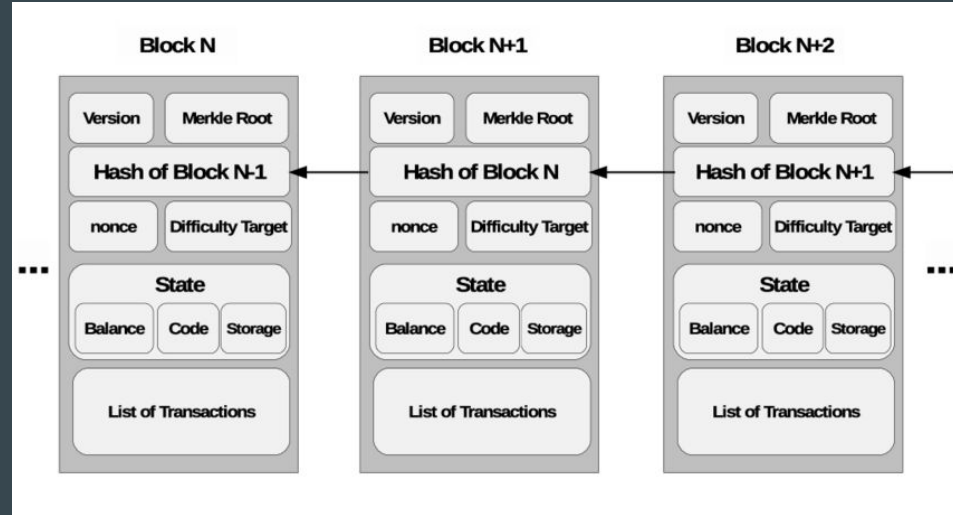 Block N
Block N+1
Block N+2
Version
Merkle Root
Hash of Block N-1
nonce
Difficulty Target
State
Balance
Code
Storage
List of Transactions
Version
Merkle Root
Hash of Block N
nonce
Difficulty Target
State
Balance
Code
Storage
List of Transactions
Version
Merkle Root
Hash of Block N+1
nonce
Difficulty Target
State
Balance
Code
Storage
List of Transactions
...
...